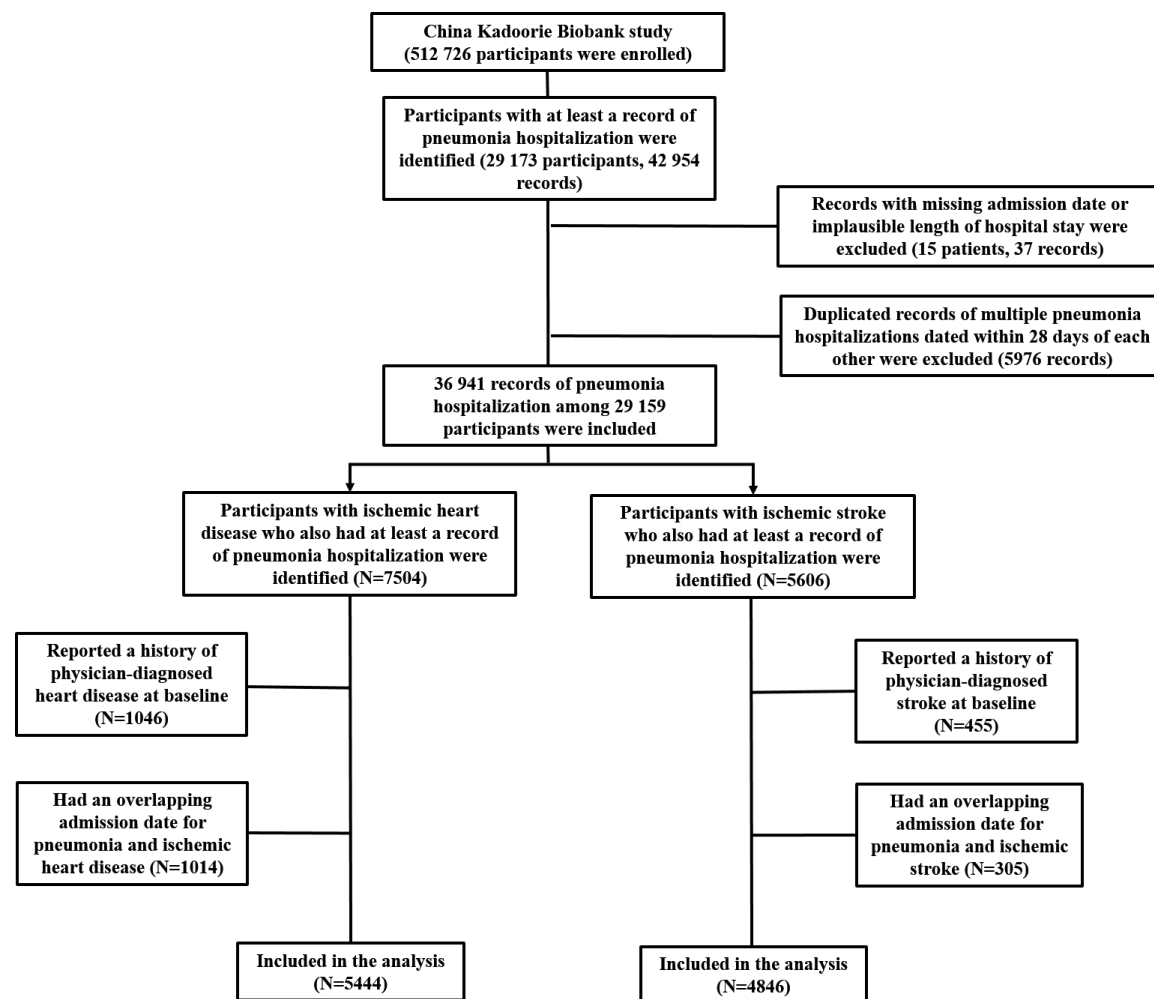 China Kadoorie Biobank study
(512 726 participants were enrolled)
Participants with at least a record of
pneumonia hospitalization were
identified (29 173 participants, 42 954
records)
Records with missing admission date or
implausible length of hospital stay were
excluded (15 patients, 37 records)
Duplicated records of multiple pneumonia
hospitalizations dated within 28 days of each
other were excluded (5976 records)
36 941 records of pneumonia
hospitalization among 29 159
participants were included
Participants with ischemic heart
disease who also had at least a record
of pneumonia hospitalization were
identified (N=7504)
Participants with ischemic stroke
who also had at least a record of
pneumonia hospitalization were
identified (N=5606)
Reported a history of
physician-diagnosed
heart disease at baseline
(N=1046)
Reported a history of
physician-diagnosed
stroke at baseline
(N=455)
Had an overlapping
admission date for
pneumonia and ischemic
heart disease (N=1014)
Had an overlapping
admission date for
pneumonia and ischemic
stroke (N=305)
Included in the analysis
(N=5444)
Included in the analysis
(N=4846)